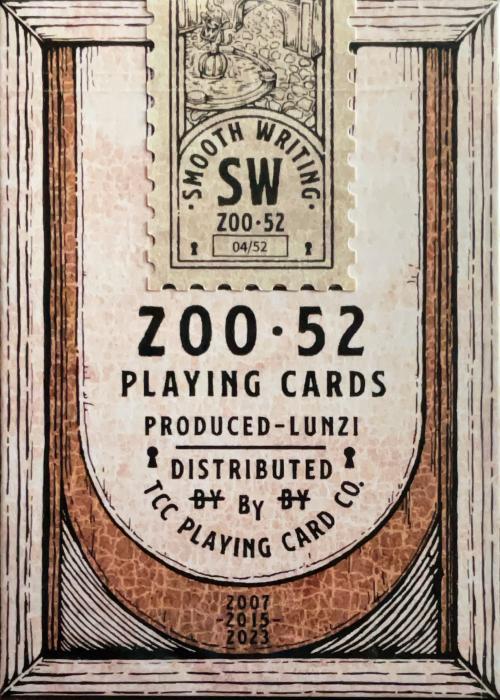 SMOOTH WRITING
SW
ZOO·52
04/52
ZOO·52
PLAYING CARDS
PRODUCED-LUNZI
DISTRIBUTED
BY BY BY
TCC PLAYING CARD CO.
2007
-2015-
2023